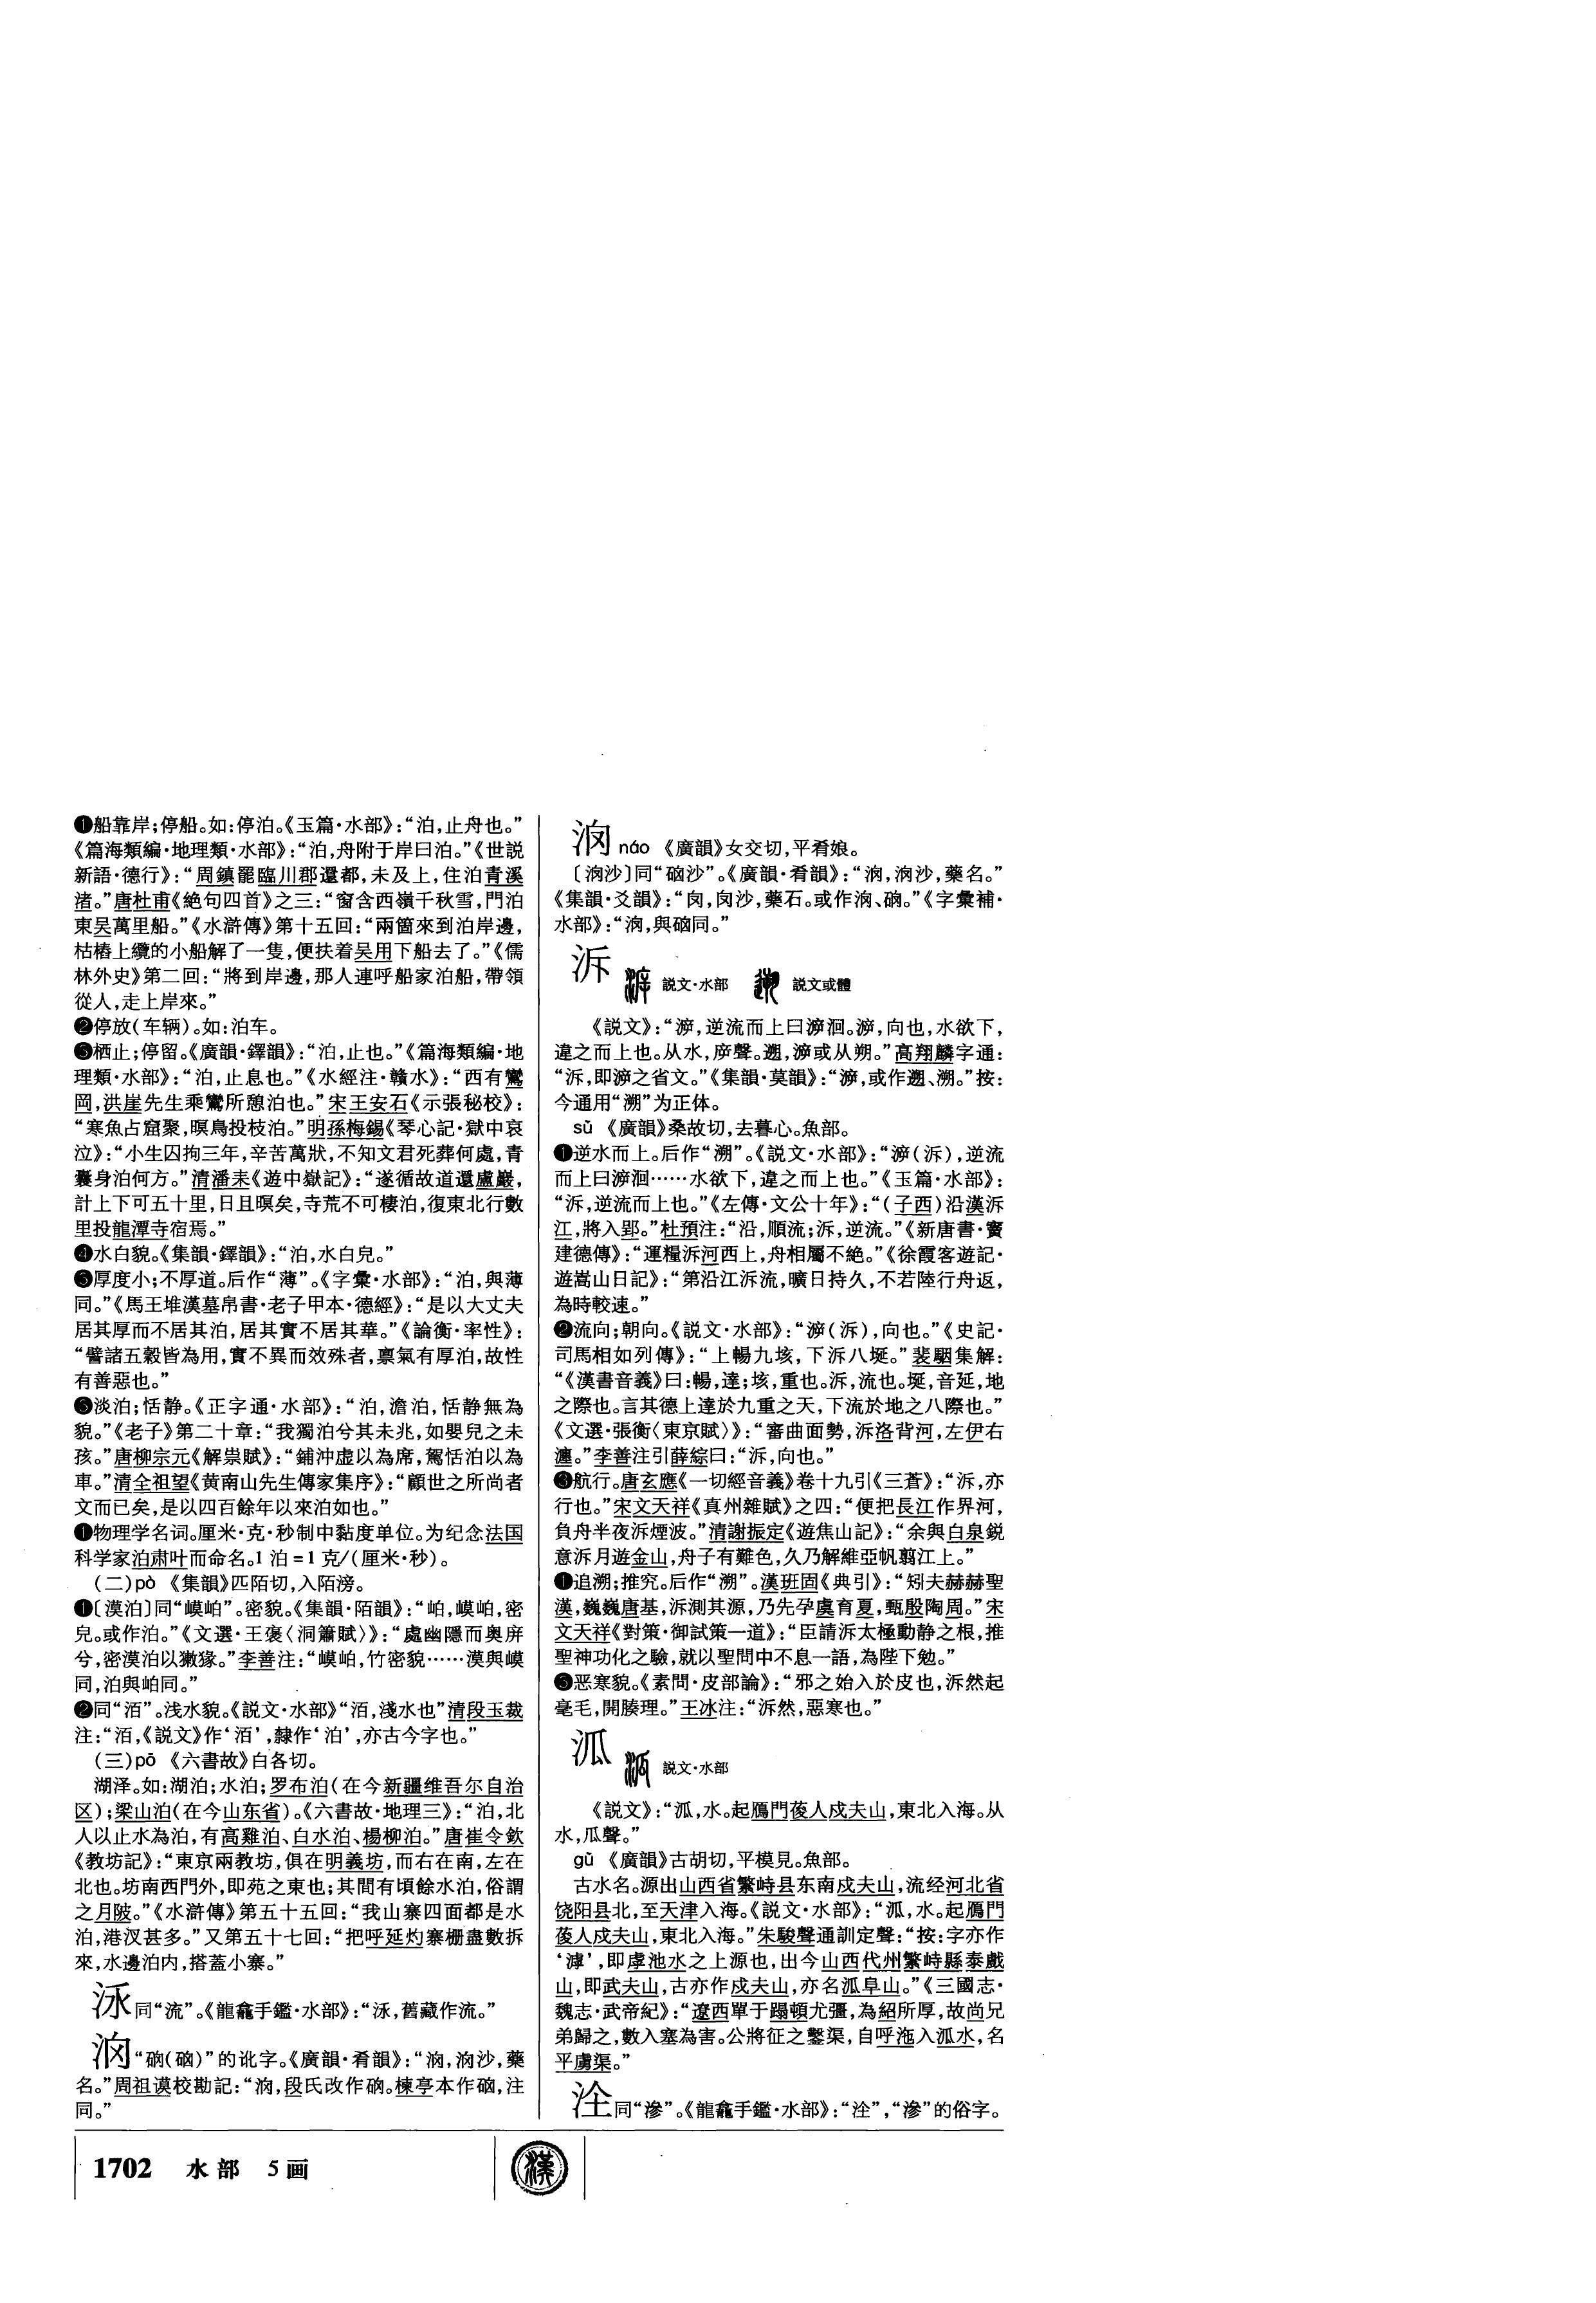 ❶船靠岸;停船。如:停泊。《玉篇·水部》:“泊,止舟也。”
《篇海類編·地理類·水部》:“泊,舟附于岸曰泊。”《世説
新語·德行》:“周鎮罷臨川郡還都,未及上,住泊青溪
渚。”唐杜甫《絶句四首》之三:“窗含西嶺千秋雪,門泊
東吴萬里船。”《水滸傳》第十五回:“兩箇來到泊岸邊,
枯樁上纜的小船解了一隻,便扶着吴用下船去了。”《儒
林外史》第二回:“將到岸邊,那人連呼船家泊船,帶領
從人,走上岸來。”
❷停放(车辆)。如:泊车。
❸栖止;停留。《廣韻·鐸韻》:“泊,止也。”《篇海類編·地
理類·水部》:“泊,止息也。”《水經注·贛水》:“西有鸞
岡,洪崖先生乘鸞所憩泊也。”宋王安石《示張秘校》:
“寒魚占窟聚,暝鳥投枝泊。”明孫梅錫《琴心記·獄中哀
泣》:“小生囚拘三年,辛苦萬狀,不知文君死葬何處,青
囊身泊何方。”清潘耒《遊中嶽記》:“遂循故道還盧巖,
計上下可五十里,日且暝矣,寺荒不可棲泊,復東北行數
里投龍潭寺宿焉。”
❹水白貌。《集韻·鐸韻》:“泊,水白皃。”
❺厚度小;不厚道。后作“薄”。《字彙·水部》:“泊,與薄
同。”《馬王堆漢墓帛書·老子甲本·德經》:“是以大丈夫
居其厚而不居其泊,居其實不居其華。”《論衡·率性》:
“譬諸五穀皆為用,實不異而效殊者,禀氣有厚泊,故性
有善惡也。”
❻淡泊;恬静。《正字通·水部》:“泊,澹泊,恬静無為
貌。”《老子》第二十章:“我獨泊兮其未兆,如嬰兒之未
孩。”唐柳宗元《解祟賦》:“鋪沖虚以為席,駕恬泊以為
車。”清全祖望《黄南山先生傳家集序》:“顧世之所尚者
文而已矣,是以四百餘年以來泊如也。”
❶物理学名词。厘米·克·秒制中黏度单位。为纪念法国
科学家泊肃叶而命名。1 泊=1 克/(厘米·秒)。
(二)pò 《集韻》匹陌切,入陌滂。
❶〔漠泊〕同“𡻟岶”。密貌。《集韻·陌韻》:“岶,𡻟岶,密
皃。或作泊。”《文選·王褒〈洞簫賦〉》:“處幽隱而奥庰
兮,密漠泊以獙猭。”李善注:“𡻟岶,竹密貌……漠與𡻟
同,泊與岶同。”
❷同“洦”。浅水貌。《説文·水部》“洦,淺水也”清段玉裁
注:“洦,《説文》作‘洦’,隸作‘泊’,亦古今字也。”
(三)pō 《六書故》白各切。
湖泽。如:湖泊;水泊;罗布泊(在今新疆维吾尔自治
区);梁山泊(在今山东省)。《六書故·地理三》:“泊,北
人以止水為泊,有高雞泊、白水泊、楊柳泊。”唐崔令欽
《教坊記》:“東京兩教坊,俱在明義坊,而右在南,左在
北也。坊南西門外,即苑之東也;其間有頃餘水泊,俗謂
之月陂。”《水滸傳》第五十五回:“我山寨四面都是水
泊,港汊甚多。”又第五十七回:“把呼延灼寨栅盡數拆
來,水邊泊内,搭蓋小寨。”
同“流”。《龍龕手鑑·水部》:“,舊藏作流。”
“硇(硇)”的讹字。《廣韻·肴韻》:“泃,泃沙,藥
名。”周祖谟校勘記:“泃,段氏改作硇。楝亭本作硇,注
同。”
náo 《廣韻》女交切,平肴娘。
〔沙〕同“硇沙”。《廣韻·肴韻》:“,沙,藥名。”
《集韻·爻韻》:“,沙,藥石。或作、硇。”《字彙補·
水部》:“,與硇同。”
泝 説文·水部 説文或體
《説文》:“㴑,逆流而上曰㴑洄。㴑,向也,水欲下,
違之而上也。从水,㡿聲。遡,㴑或从朔。”高翔麟字通:
“泝,即㴑之省文。”《集韻·莫韻》:“㴑,或作遡、溯。”按:
今通用“溯”为正体。
sù 《廣韻》桑故切,去暮心。魚部。
❶逆水而上。后作“溯”。《説文·水部》:“㴑(泝),逆流
而上曰㴑洄……水欲下,違之而上也。”《玉篇·水部》:
“泝,逆流而上也。”《左傳·文公十年》:“(子西)沿漢泝
江,將入郢。”杜預注:“沿,順流;泝,逆流。”《新唐書·竇
建德傳》:“運糧泝河西上,舟相屬不絶。”《徐霞客遊記·
遊嵩山日記》:“第沿江泝流,曠日持久,不若陸行舟返,
為時較速。”
❷流向;朝向。《説文·水部》:“㴑(泝),向也。”《史記·
司馬相如列傳》:“上暢九垓,下泝八埏。”裴駰集解:
“《漢書音義》曰:暢,達;垓,重也。泝,流也。埏,音延,地
之際也。言其德上達於九重之天,下流於地之八際也。”
《文選·張衡〈東京賦〉》:“審曲面勢,泝洛背河,左伊右
瀍。”李善注引薛綜曰:“泝,向也。”
❸航行。唐玄應《一切經音義》卷十九引《三蒼》:“泝,亦
行也。”宋文天祥《真州雜賦》之四:“便把長江作界河,
負舟半夜泝煙波。”清謝振定《遊焦山記》:“余與白泉鋭
意泝月遊金山,舟子有難色,久乃解維亞帆翦江上。”
❶追溯;推究。后作“溯”。漢班固《典引》:“矧夫赫赫聖
漢,巍巍唐基,泝測其源,乃先孕虞育夏,甄殷陶周。”宋
文天祥《對策·御試策一道》:“臣請泝太極動静之根,推
聖神功化之驗,就以聖問中不息一語,為陛下勉。”
❺恶寒貌。《素問·皮部論》:“邪之始入於皮也,泝然起
毫毛,開腠理。”王冰注:“泝然,惡寒也。”
泒 説文·水部
《説文》:“泒,水。起鴈門葰人戍夫山,東北入海。从
水,瓜聲。”
gū 《廣韻》古胡切,平模見。魚部。
古水名。源出山西省繁峙县东南戍夫山,流经河北省
饶阳县北,至天津入海。《説文·水部》:“泒,水。起鴈門
葰人戍夫山,東北入海。”朱駿聲通訓定聲:“按:字亦作
‘㵿’,即虖池水之上源也,出今山西代州繁峙縣泰戲
山,即武夫山,古亦作戍夫山,亦名泒阜山。”《三國志·
魏志·武帝紀》:“遼西單于蹋頓尤彊,為紹所厚,故尚兄
弟歸之,數入塞為害。公將征之鑿渠,自呼沲入泒水,名
平虜渠。”
洤同“滲”。《龍龕手鑑·水部》:“”,“滲”的俗字。
1702 水部 5画
漢